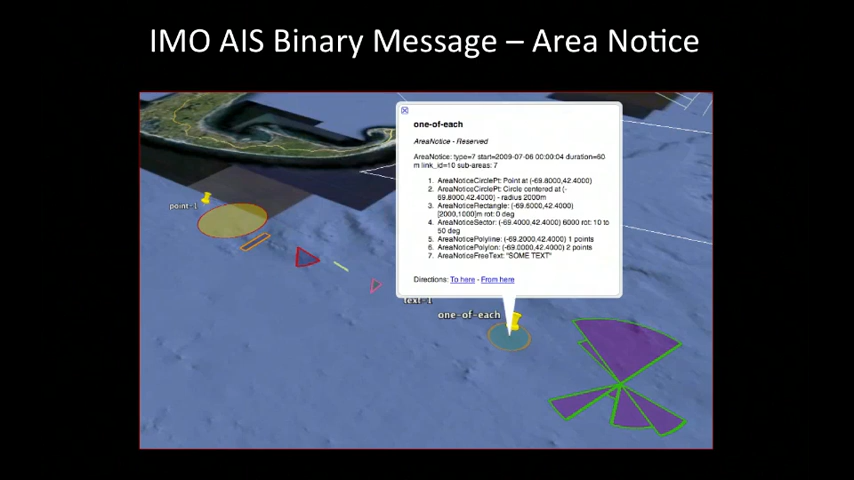 IMO AIS Binary Message – Area Notice
one-of-each
AreaNotice - Reserved
AreaNotice: type=7 start=2009-07-06 00:00:04 duration=60
m link_id=10 sub-areas: 7
1. AreaNoticeCirclePt: Point at (-69.8000,42.4000)
2. AreaNoticeCirclePt: Circle centered at (-
69.8000,42.4000) - radius 2000m
3. AreaNoticeRectangle: (-69.6000,42.4000)
[2000,1000]m rot: 0 deg
4. AreaNoticeSector: (-69.4000,42.4000) 6000 rot: 10 to
50 deg
5. AreaNoticePolyline: (-69.2000,42.4000) 1 points
6. AreaNoticePolyon: (-69.0000,42.4000) 2 points
7. AreaNoticeFreeText: "SOME TEXT"
Directions: To here - From here
point-1
text-1
one-of-each